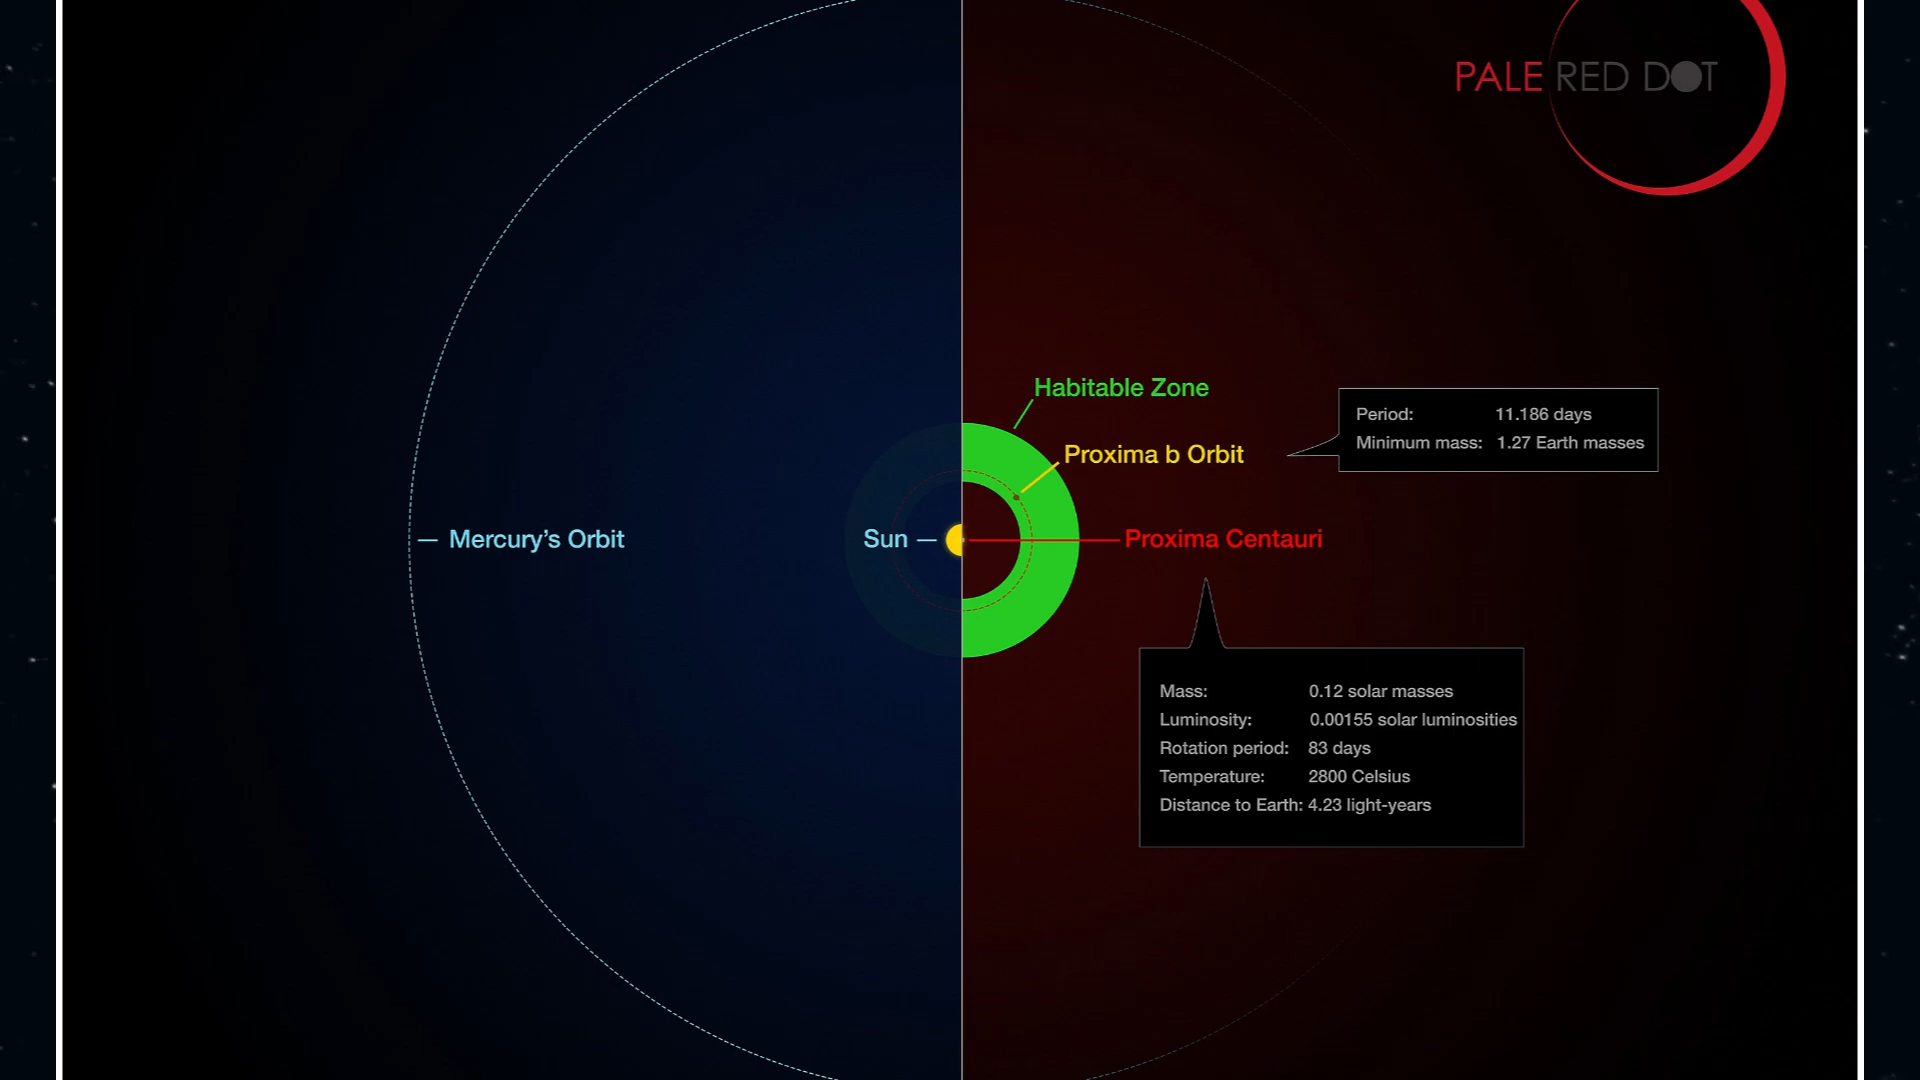 PALE RED DOT
Habitable Zone
Period: 11.186 days
Minimum mass: 1.27 Earth masses
Proxima b Orbit
Mercury’s Orbit
Sun
Proxima Centauri
Mass: 0.12 solar masses
Luminosity: 0.00155 solar luminosities
Rotation period: 83 days
Temperature: 2800 Celsius
Distance to Earth: 4.23 light-years